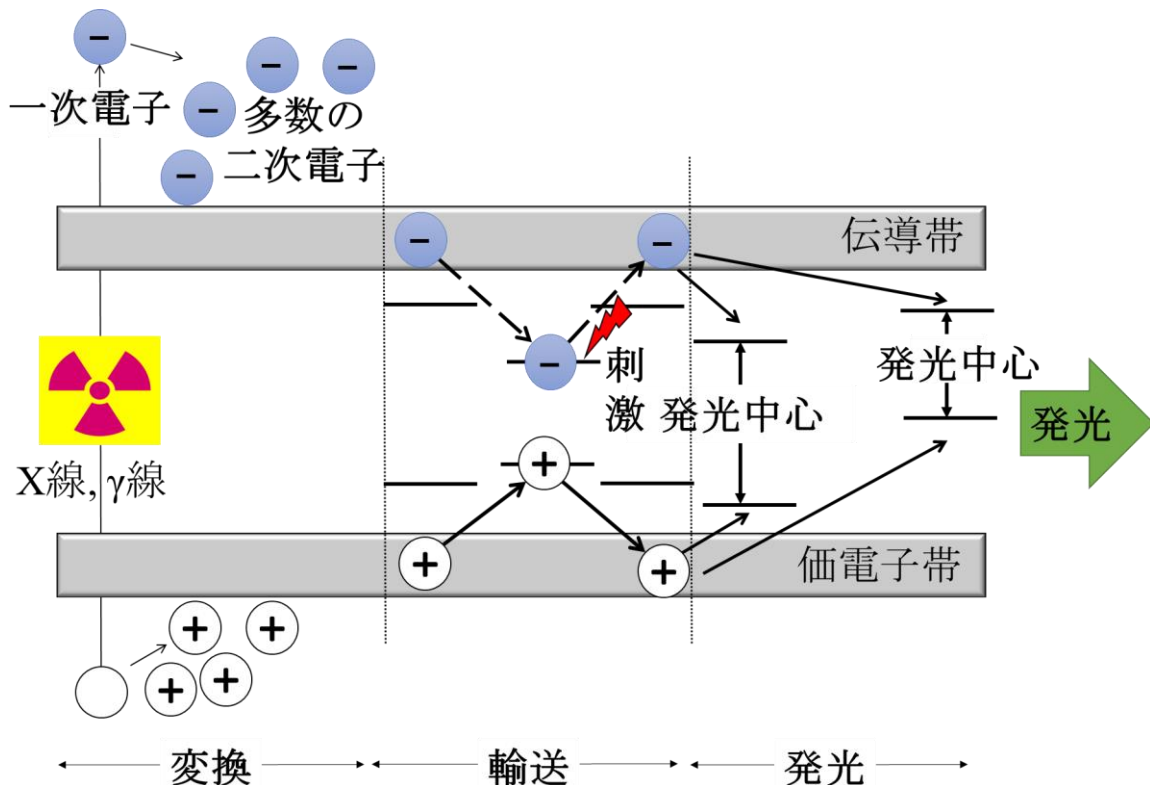 一次電子
多数の
二次電子
伝導帯
刺
激
発光中心
発光中心
発光
X線, γ線
価電子帯
変換
輸送
発光